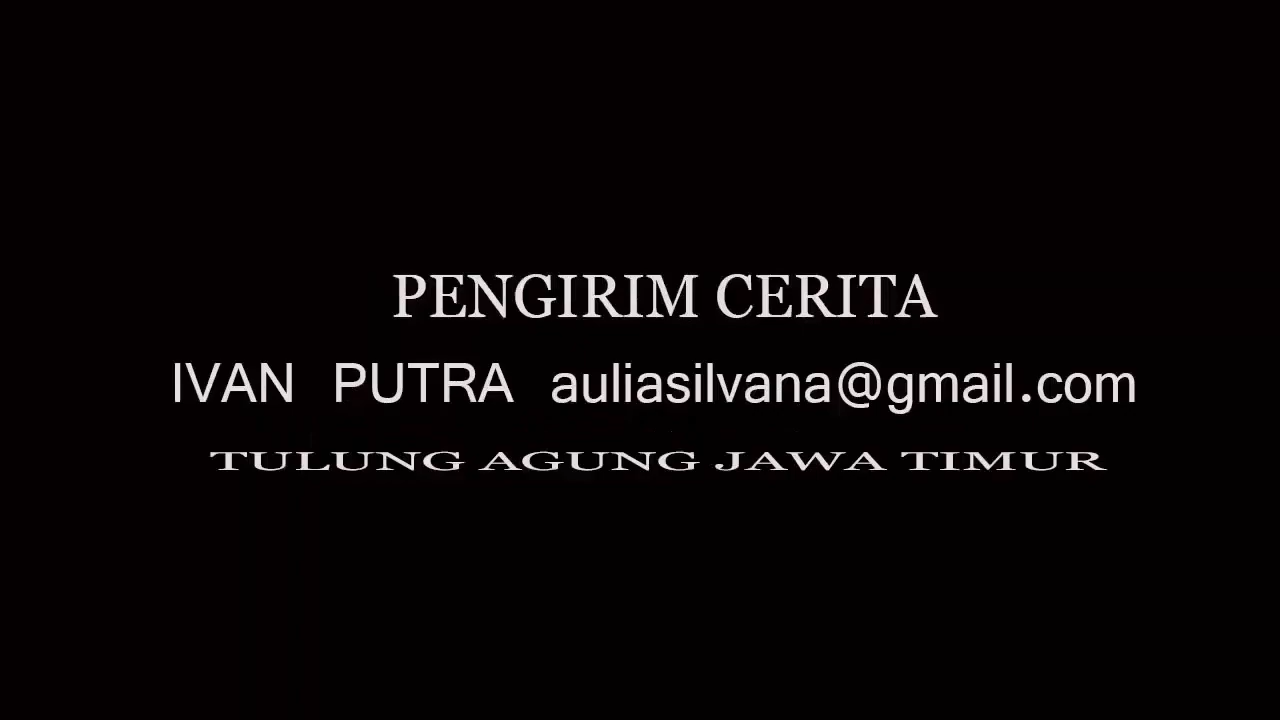 PENGIRIM CERITA
IVAN PUTRA auliasilvana@gmail.com
TULUNG AGUNG JAWA TIMUR